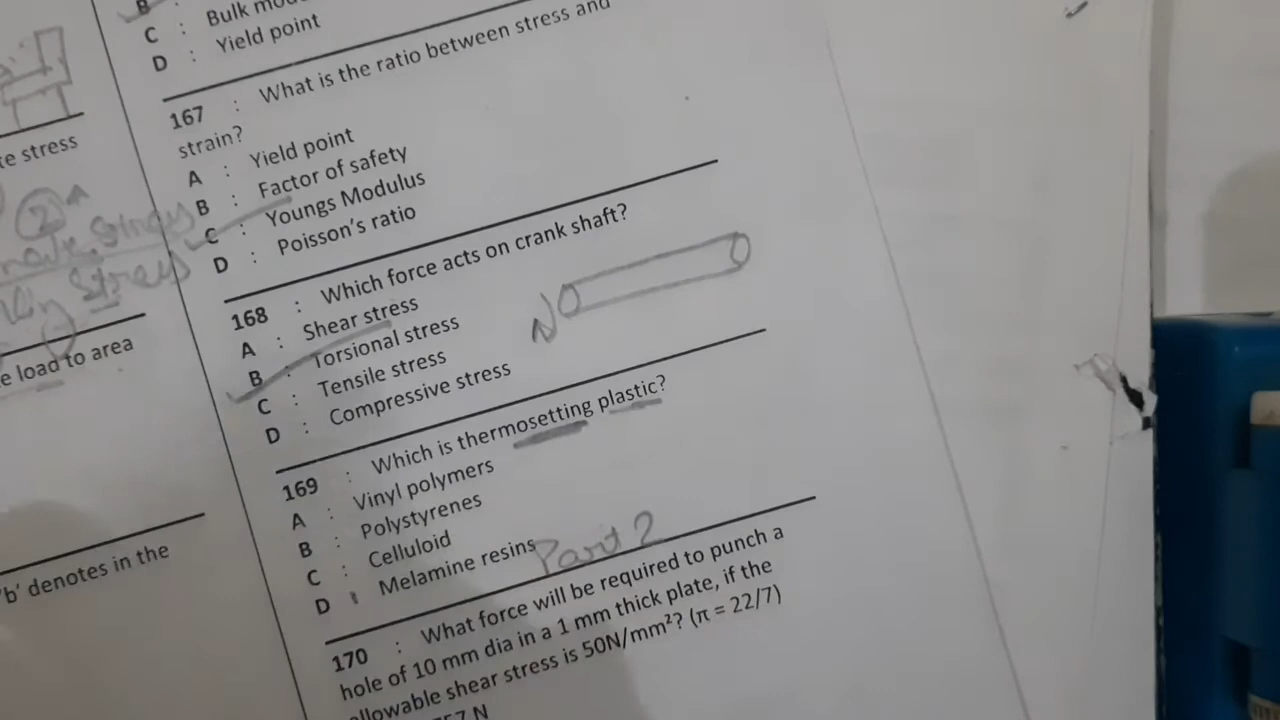 B :
C : Bulk mo
D : Yield point
167 : What is the ratio between stress and
strain?
A : Yield point
B : Factor of safety
C : Youngs Modulus
D : Poisson's ratio
168 : Which force acts on crank shaft?
A : Shear stress
B : Torsional stress
C : Tensile stress
D : Compressive stress
169 : Which is thermosetting plastic?
A : Vinyl polymers
B : Polystyrenes
C : Celluloid
D : Melamine resins
Part 2
170 : What force will be required to punch a
hole of 10 mm dia in a 1 mm thick plate, if the
allowable shear stress is 50N/mm²? (π = 22/7)
57 N
te stress
2
Stress
e load to area
'b' denotes in the